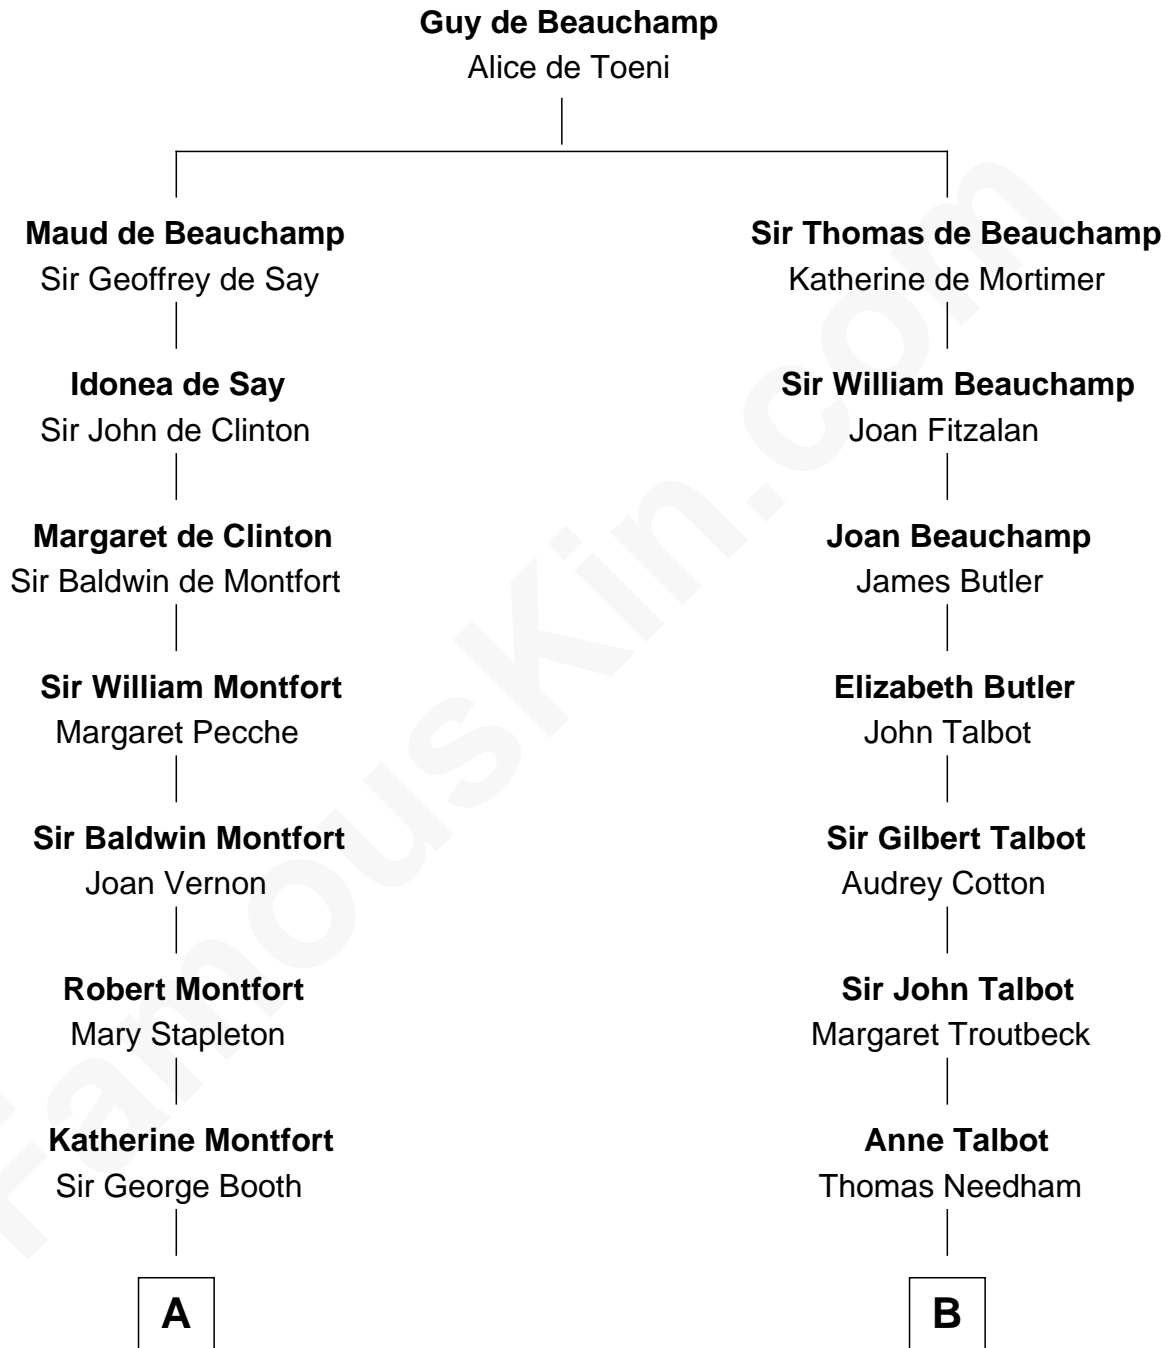 Guy de Beauchamp
Alice de Toeni
Maud de Beauchamp
Sir Geoffrey de Say
Sir Thomas de Beauchamp
Katherine de Mortimer
Idonea de Say
Sir John de Clinton
Sir William Beauchamp
Joan Fitzalan
Margaret de Clinton
Sir Baldwin de Montfort
Joan Beauchamp
James Butler
Sir William Montfort
Margaret Pecche
Elizabeth Butler
John Talbot
Sir Baldwin Montfort
Joan Vernon
Sir Gilbert Talbot
Audrey Cotton
Robert Montfort
Mary Stapleton
Sir John Talbot
Margaret Troutbeck
Katherine Montfort
Sir George Booth
Anne Talbot
Thomas Needham
A
B
FamousKin.com